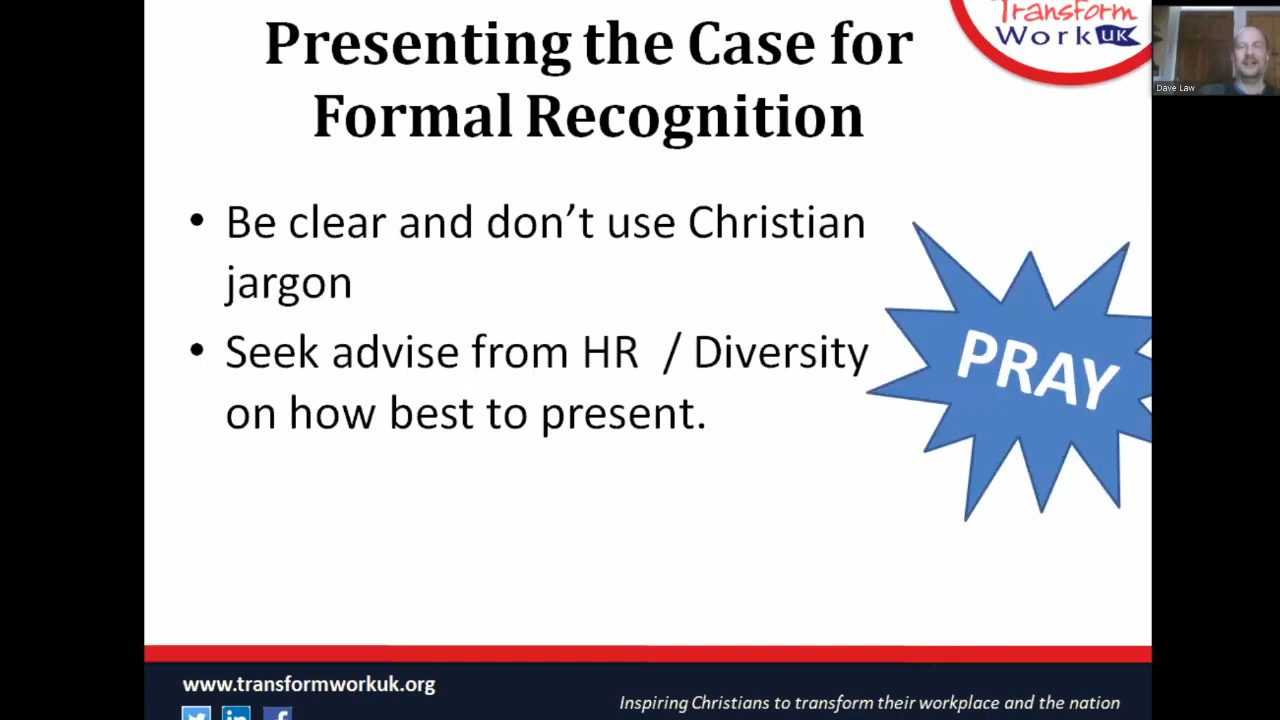 Presenting the Case for
Formal Recognition
Transform
Work UK
Dave Law
• Be clear and don’t use Christian
jargon
• Seek advise from HR / Diversity
on how best to present.
PRAY
www.transformworkuk.org
Inspiring Christians to transform their workplace and the nation
in
f